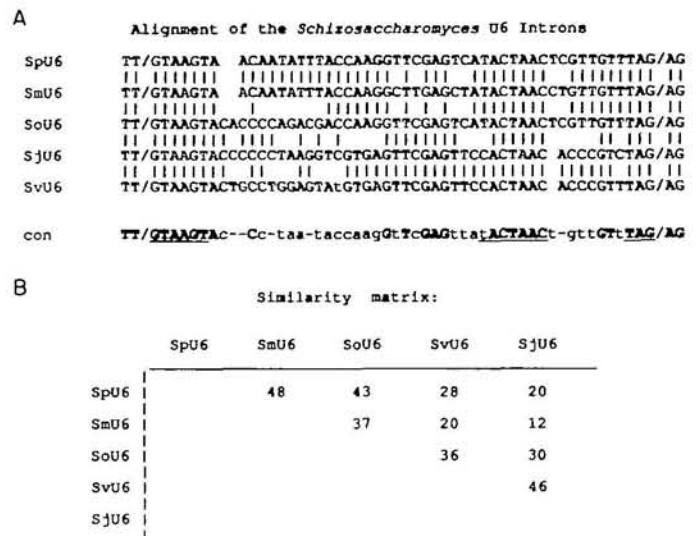 A
Alignment of the Schizosaccharomyces U6 Introns
SpU6 TT/GTAAGTA ACAATATTTACCAAGGTTCGAGTCATACTAACTCGTTGTTTAG/AG
SmU6 TT/GTAAGTA ACAATATTTACCAAGGCTTGAGCTATACTAACCTGTTGTTTAG/AG
SoU6 TT/GTAAGTACACCCCAGACGACCAAGGTTCGAGTCATACTAACTCGTTGTTTAG/AG
SjU6 TT/GTAAGTACCCCCCTAAGGTCGTGAGTTCGAGTTCCACTAAC ACCCGTCTAG/AG
SvU6 TT/GTAAGTACTGCCTGGAGTAtGTGAGTTCGAGTTCCACTAAC ACCCGTTTAG/AG
con TT/GTAAGTAc--Cc-taa-taccaagGtTcGAGttatACTAACt-gttGTtTAG/AG
B
Similarity matrix:
SpU6 SmU6 SoU6 SvU6 SjU6
SpU6 48 43 28 20
SmU6 37 20 12
SoU6 36 30
SvU6 46
SjU6